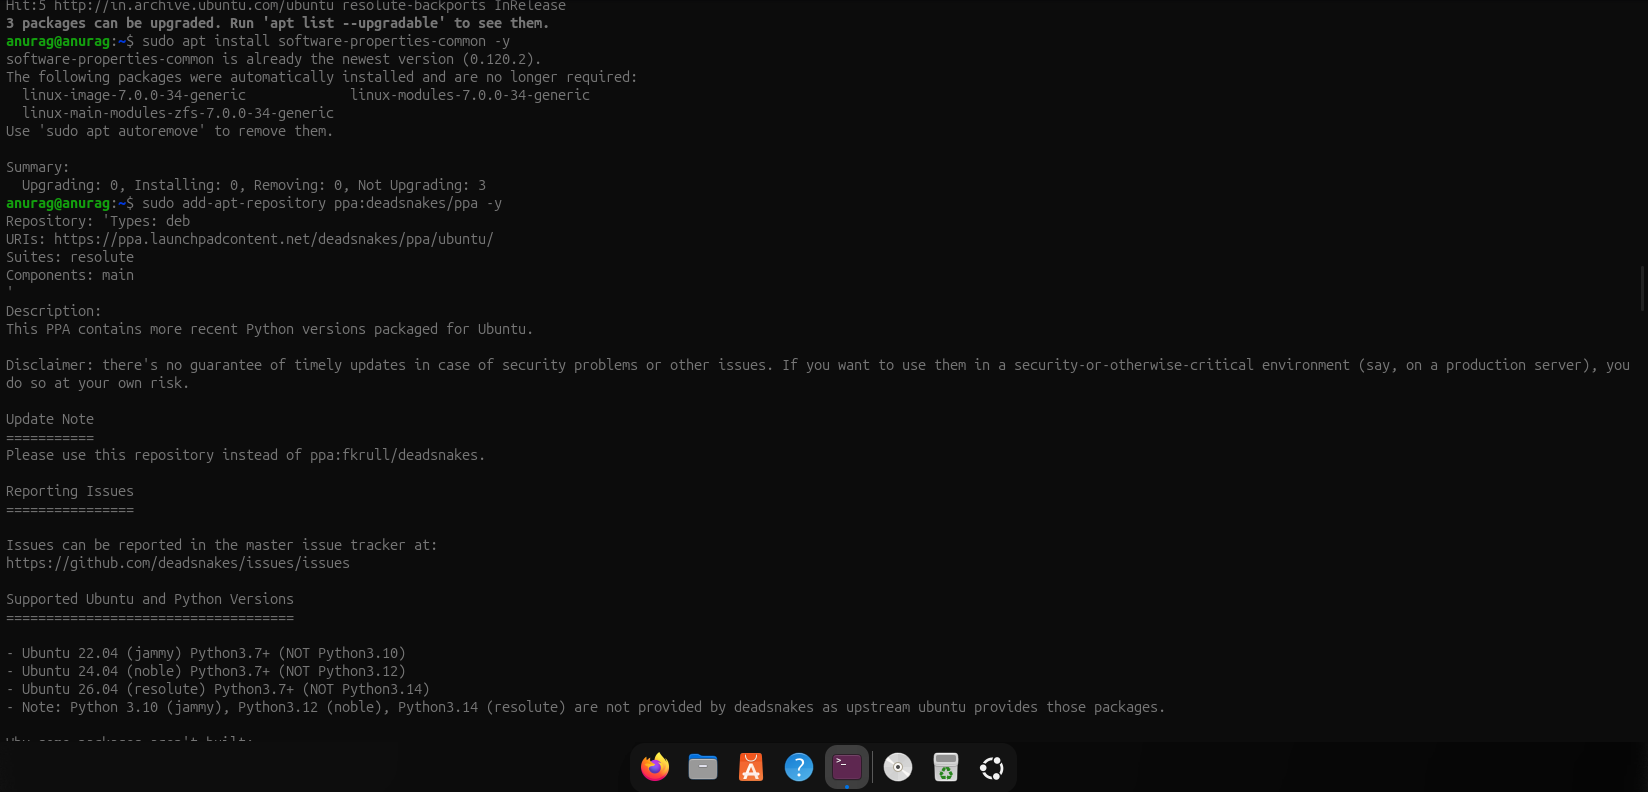 Hit:5 http://in.archive.ubuntu.com/ubuntu resolute-backports InRelease
3 packages can be upgraded. Run 'apt list --upgradable' to see them.
anurag@anurag:~$ sudo apt install software-properties-common -y
software-properties-common is already the newest version (0.120.2).
The following packages were automatically installed and are no longer required:
  linux-image-7.0.0-34-generic             linux-modules-7.0.0-34-generic
  linux-main-modules-zfs-7.0.0-34-generic
Use 'sudo apt autoremove' to remove them.

Summary:
  Upgrading: 0, Installing: 0, Removing: 0, Not Upgrading: 3
anurag@anurag:~$ sudo add-apt-repository ppa:deadsnakes/ppa -y
Repository: 'Types: deb
URIs: https://ppa.launchpadcontent.net/deadsnakes/ppa/ubuntu/
Suites: resolute
Components: main
'
Description:
This PPA contains more recent Python versions packaged for Ubuntu.

Disclaimer: there's no guarantee of timely updates in case of security problems or other issues. If you want to use them in a security-or-otherwise-critical environment (say, on a production server), you
do so at your own risk.

Update Note
===========
Please use this repository instead of ppa:fkrull/deadsnakes.

Reporting Issues
================

Issues can be reported in the master issue tracker at:
https://github.com/deadsnakes/issues/issues

Supported Ubuntu and Python Versions
====================================

- Ubuntu 22.04 (jammy) Python3.7+ (NOT Python3.10)
- Ubuntu 24.04 (noble) Python3.7+ (NOT Python3.12)
- Ubuntu 26.04 (resolute) Python3.7+ (NOT Python3.14)
- Note: Python 3.10 (jammy), Python3.12 (noble), Python3.14 (resolute) are not provided by deadsnakes as upstream ubuntu provides those packages.

Why some packages aren't built: